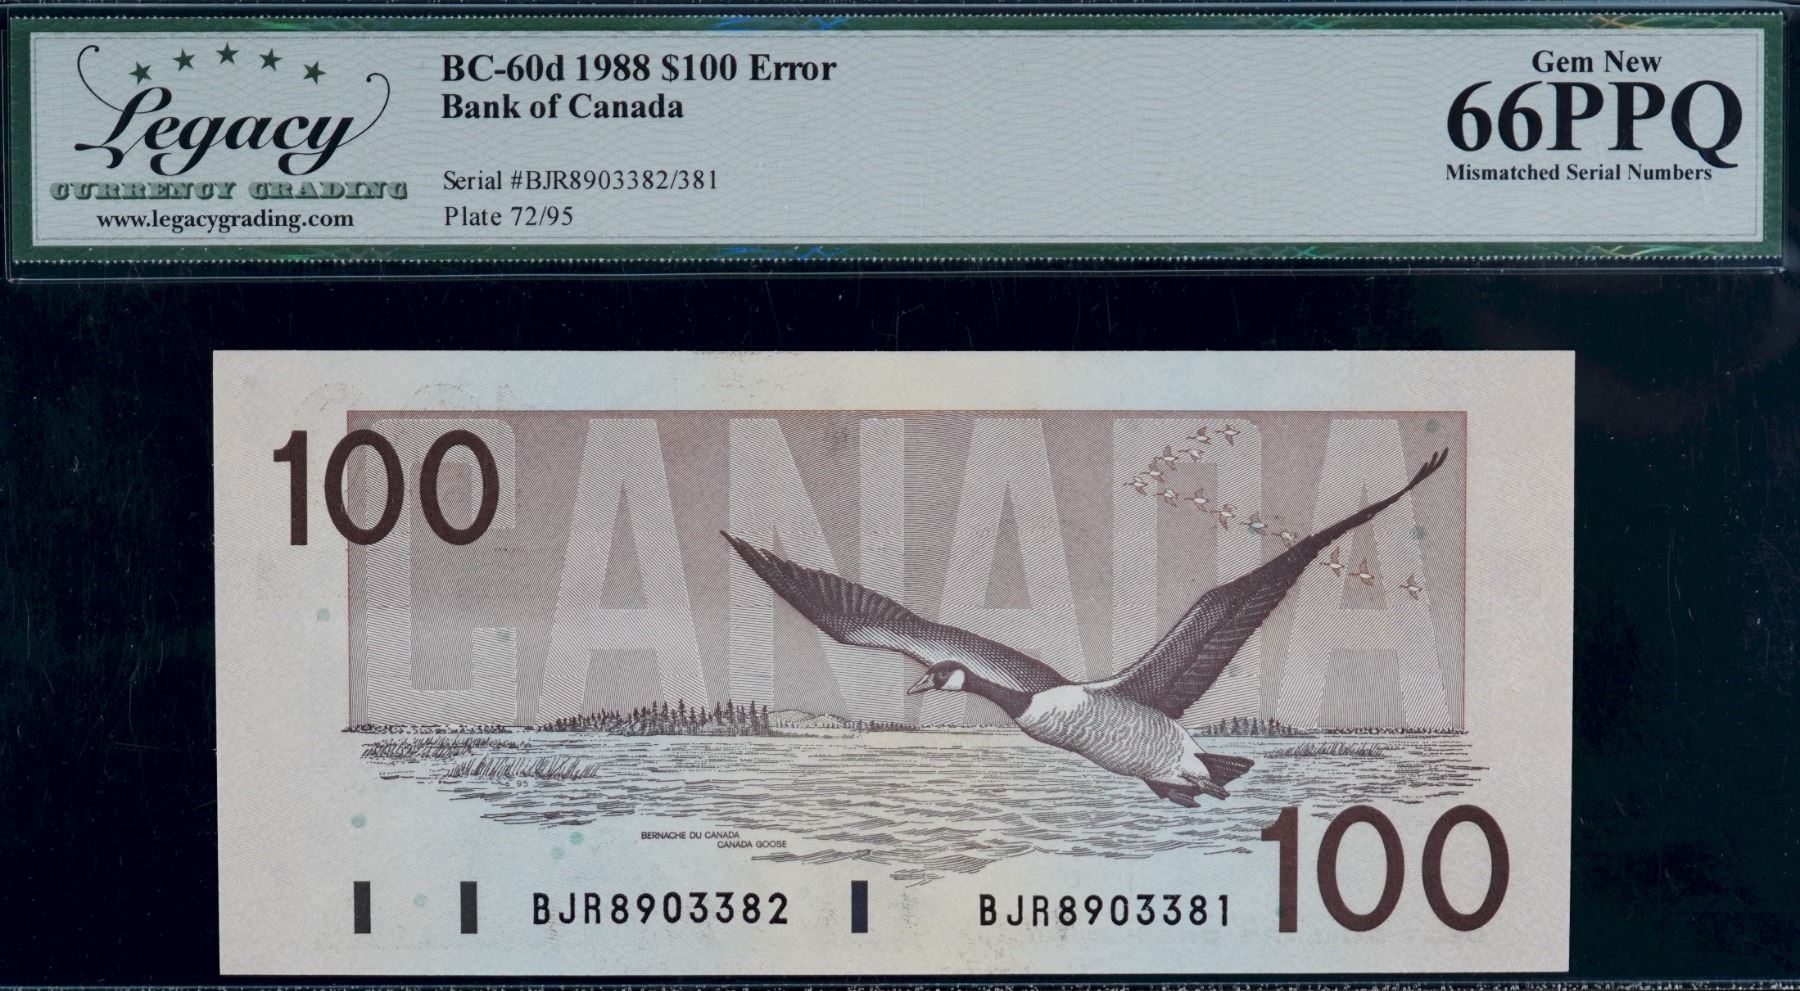 Legacy
CURRENCY GRADING
www.legacygrading.com
BC-60d 1988 $100 Error
Bank of Canada
Serial #BJR8903382/381
Plate 72/95
Gem New
66PPQ
Mismatched Serial Numbers
CANADA
100
95
BERNACHE DU CANADA
CANADA GOOSE
BJR8903382 BJR8903381
100